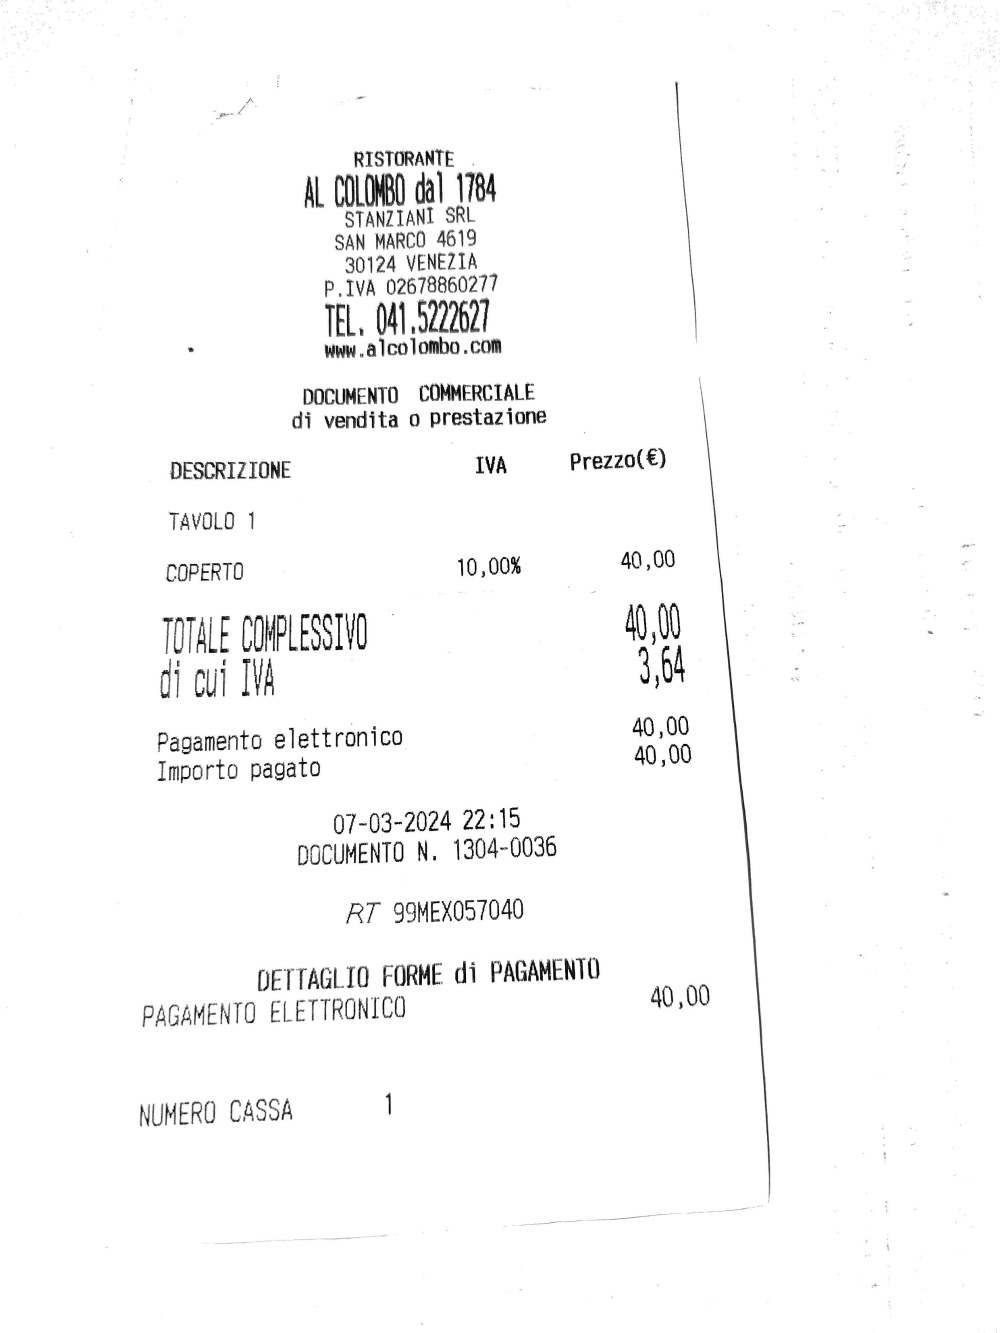 RISTORANTE
AL COLOMBO dal 1784
STANZIANI SRL
SAN MARCO 4619
30124 VENEZIA
P.IVA 02678860277
TEL. 041.5222627
www.alcolombo.com
DOCUMENTO COMMERCIALE
di vendita o prestazione
DESCRIZIONE IVA Prezzo(€)
TAVOLO 1
COPERTO 10,00% 40,00
TOTALE COMPLESSIVO 40,00
di cui IVA 3,64
Pagamento elettronico 40,00
Importo pagato 40,00
07-03-2024 22:15
DOCUMENTO N. 1304-0036
RT 99MEX057040
DETTAGLIO FORME di PAGAMENTO
PAGAMENTO ELETTRONICO 40,00
NUMERO CASSA 1